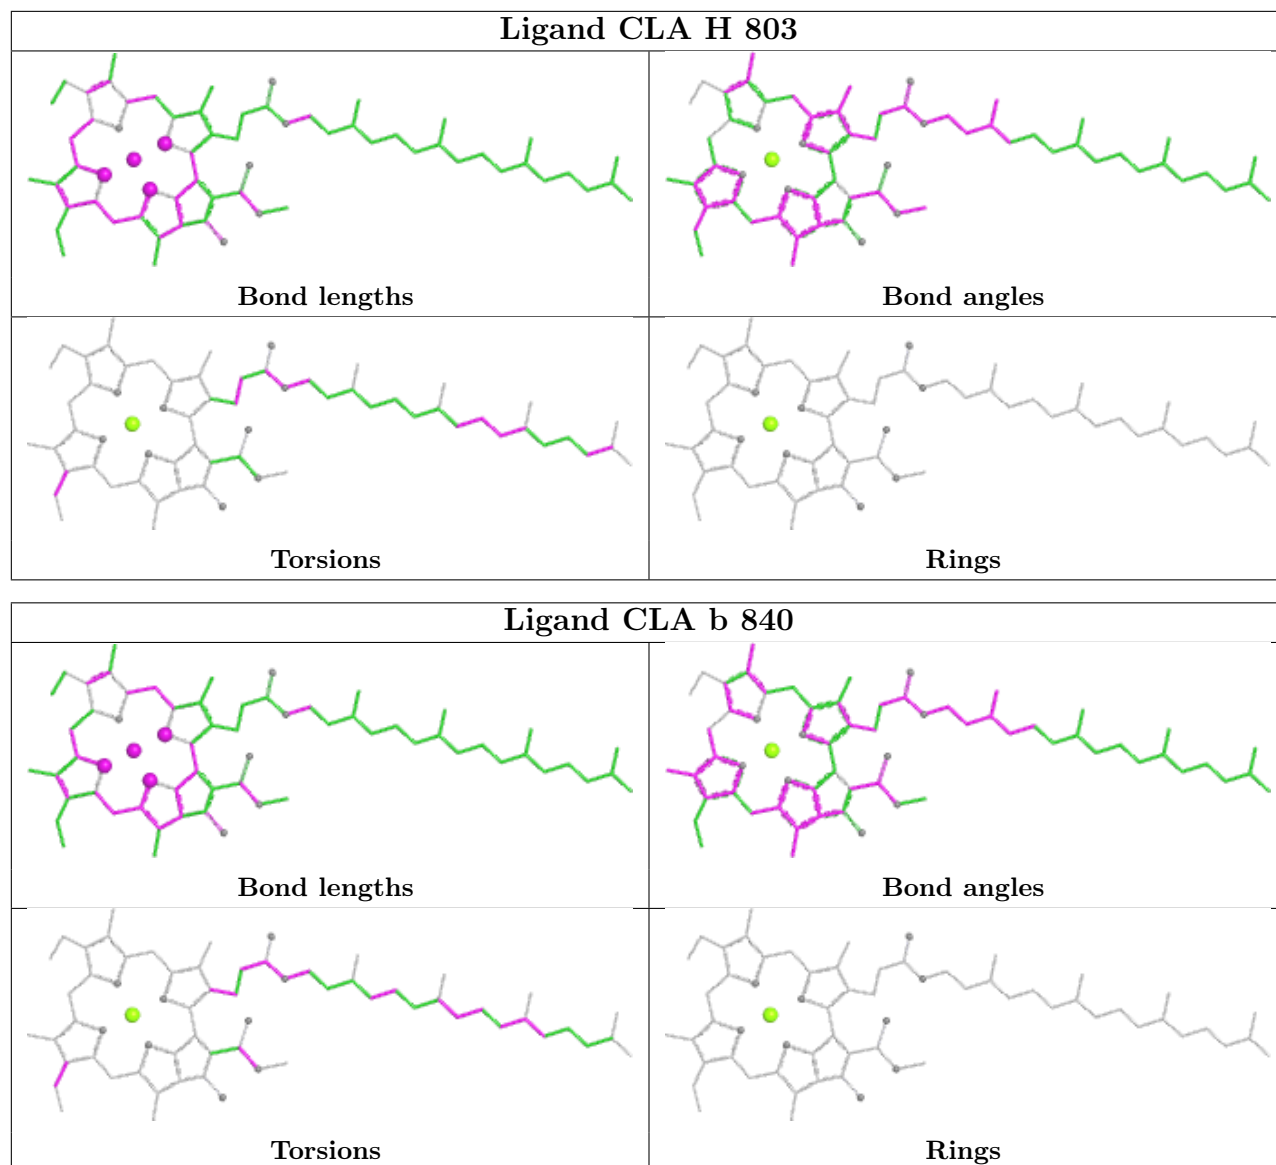 Ligand CLA H 803
Bond lengths
Bond angles
Torsions
Rings
Ligand CLA b 840
Bond lengths
Bond angles
Torsions
Rings